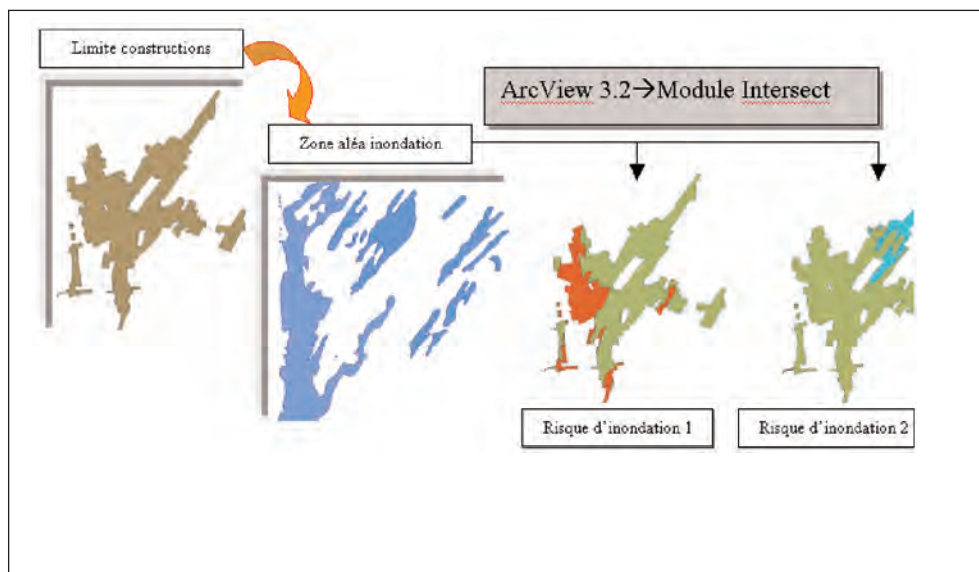 Limite constructions
ArcView 3.2→Module Intersect
Zone aléa inondation
Risque d'inondation 1
Risque d'inondation 2